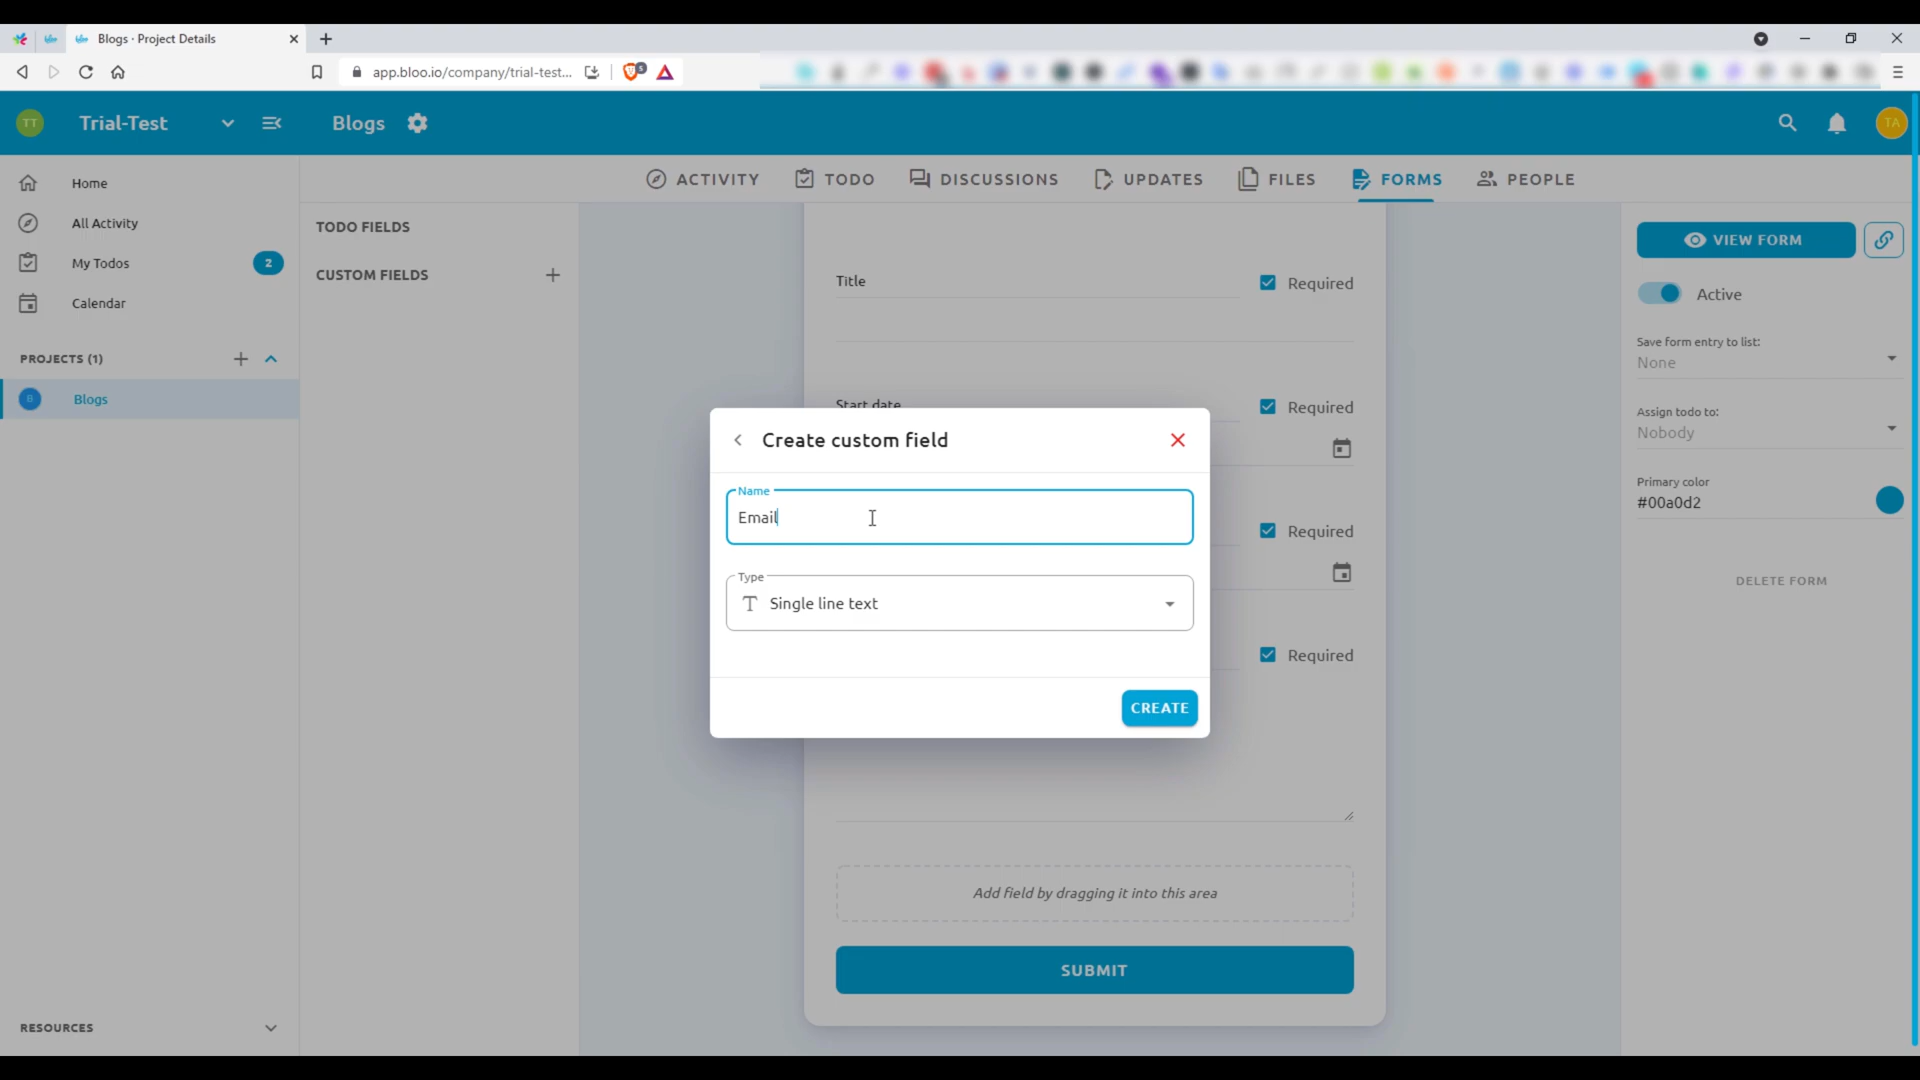 Blogs · Project Details
app.bloo.io/company/trial-test...
5
TT
Trial-Test
Blogs
TA
Home
All Activity
My Todos
2
Calendar
PROJECTS (1)
B
Blogs
RESOURCES
ACTIVITY
TODO
DISCUSSIONS
UPDATES
FILES
FORMS
PEOPLE
TODO FIELDS
CUSTOM FIELDS
Title
Required
Start date
Required
Required
Required
Create custom field
Name
Email
Type
Single line text
CREATE
Add field by dragging it into this area
SUBMIT
VIEW FORM
Active
Save form entry to list:
None
Assign todo to:
Nobody
Primary color
#00a0d2
DELETE FORM